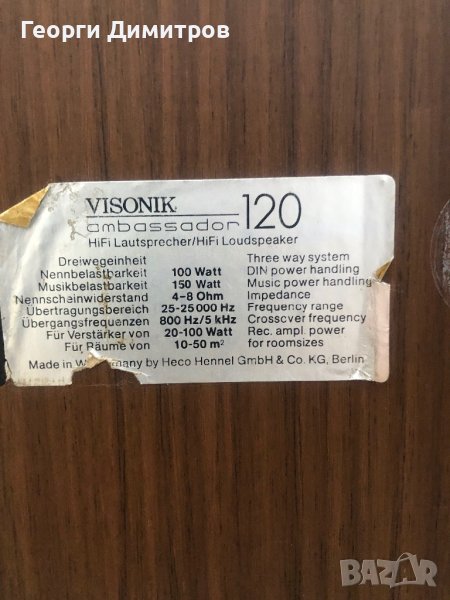 Георги Димитров
VISONIK
ambassador 120
HiFi Lautsprecher/HiFi Loudspeaker
Dreiwegeinheit Three way system
Nennbelastbarkeit 100 Watt DIN power handling
Musikbelastbarkeit 150 Watt Music power handling
Nennscheinwiderstand 4-8 Ohm Impedance
Übertragungsbereich 25-25000 Hz Frequency range
Übergangsfrequenzen 800 Hz/5 kHz Crosscver frequency
Für Verstärker von 20-100 Watt Rec. ampl. power
Für Räume von 10-50 m² for roomsizes
Made in W many by Heco Hennel GmbH & Co. KG, Berlin
BAZAR